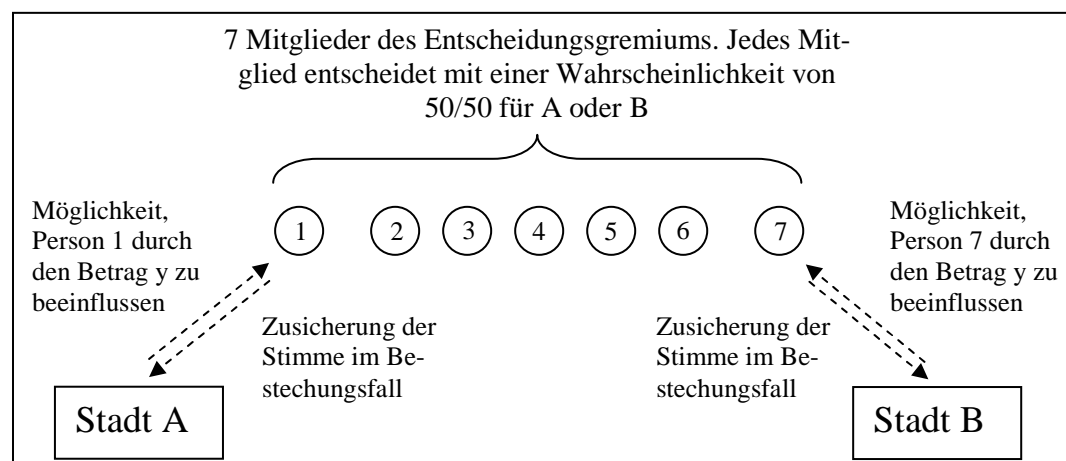 7 Mitglieder des Entscheidungsgremiums. Jedes Mit-
glied entscheidet mit einer Wahrscheinlichkeit von
50/50 für A oder B
Möglichkeit,
Person 1 durch
den Betrag y zu
beeinflussen
1 2 3 4 5 6 7
Möglichkeit,
Person 7 durch
den Betrag y zu
beeinflussen
Zusicherung der
Stimme im Be-
stechungsfall
Zusicherung der
Stimme im Be-
stechungsfall
Stadt A
Stadt B